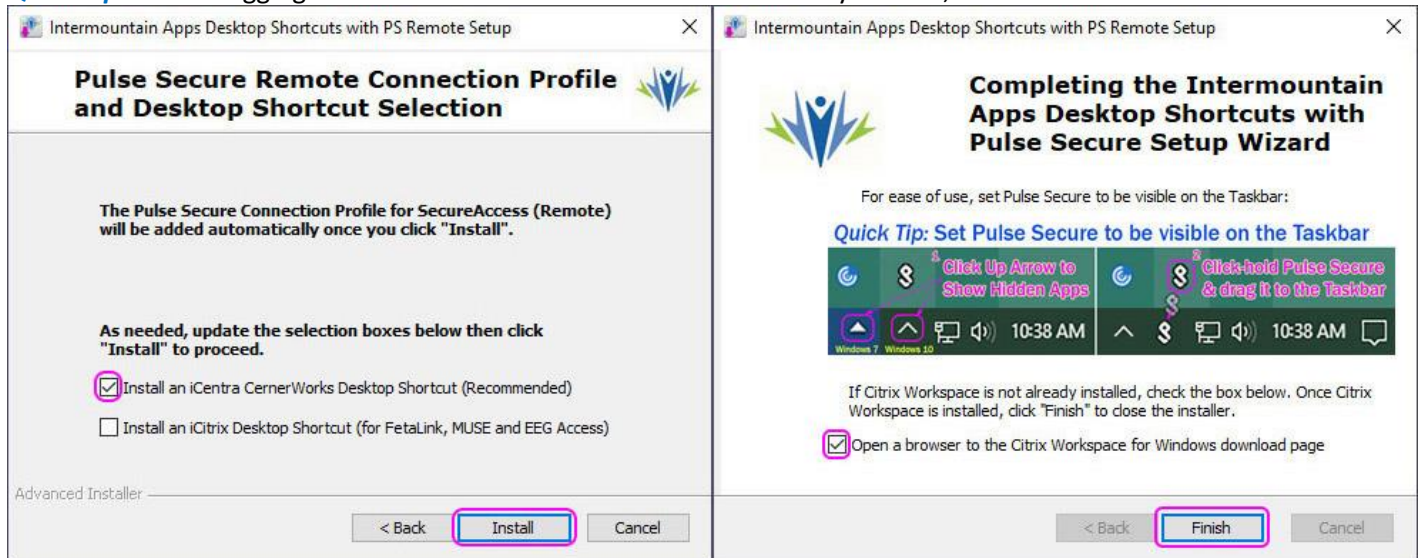 Intermountain Apps Desktop Shortcuts with PS Remote Setup
Pulse Secure Remote Connection Profile
and Desktop Shortcut Selection
The Pulse Secure Connection Profile for SecureAccess (Remote)
will be added automatically once you click "Install".
As needed, update the selection boxes below then click
"Install" to proceed.
Install an iCentra CernerWorks Desktop Shortcut (Recommended)
Install an iCitrix Desktop Shortcut (for FetaLink, MUSE and EEG Access)
Advanced Installer
< Back Install Cancel
Intermountain Apps Desktop Shortcuts with PS Remote Setup
Completing the Intermountain
Apps Desktop Shortcuts with
Pulse Secure Setup Wizard
For ease of use, set Pulse Secure to be visible on the Taskbar:
Quick Tip: Set Pulse Secure to be visible on the Taskbar
1 Click Up Arrow to
Show Hidden Apps
2 Click-hold Pulse Secure
& drag it to the Taskbar
10:38 AM
Windows 7 Windows 10
10:38 AM
If Citrix Workspace is not already installed, check the box below. Once Citrix
Workspace is installed, click "Finish" to close the installer.
Open a browser to the Citrix Workspace for Windows download page
< Back Finish Cancel